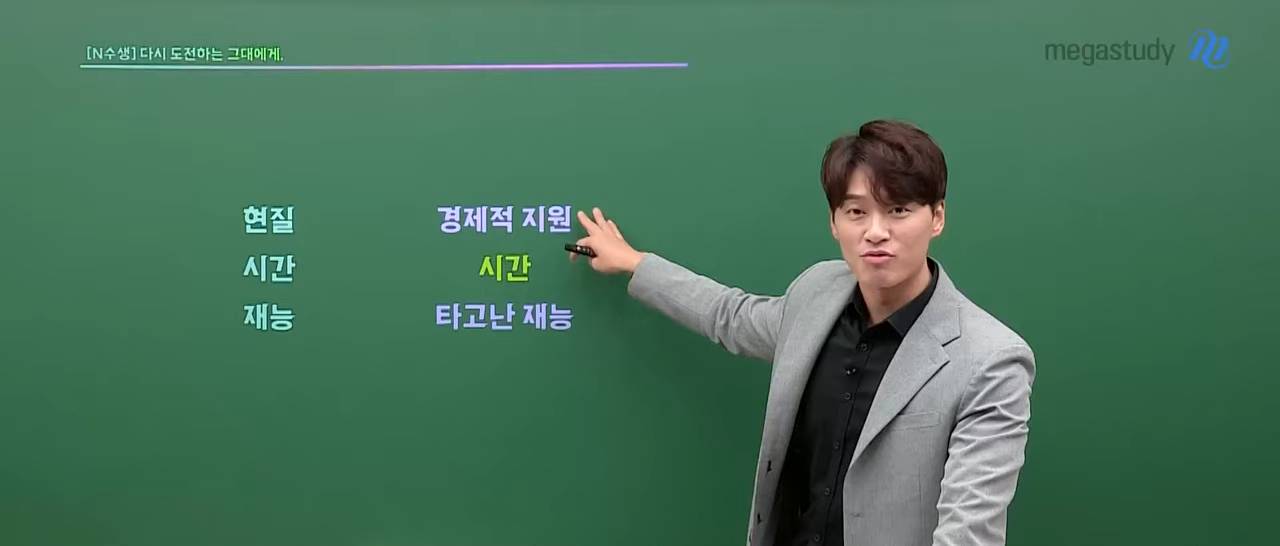 [N수생] 다시 도전하는 그대에게.
megastudy
현질 경제적 지원
시간 시간
재능 타고난 재능